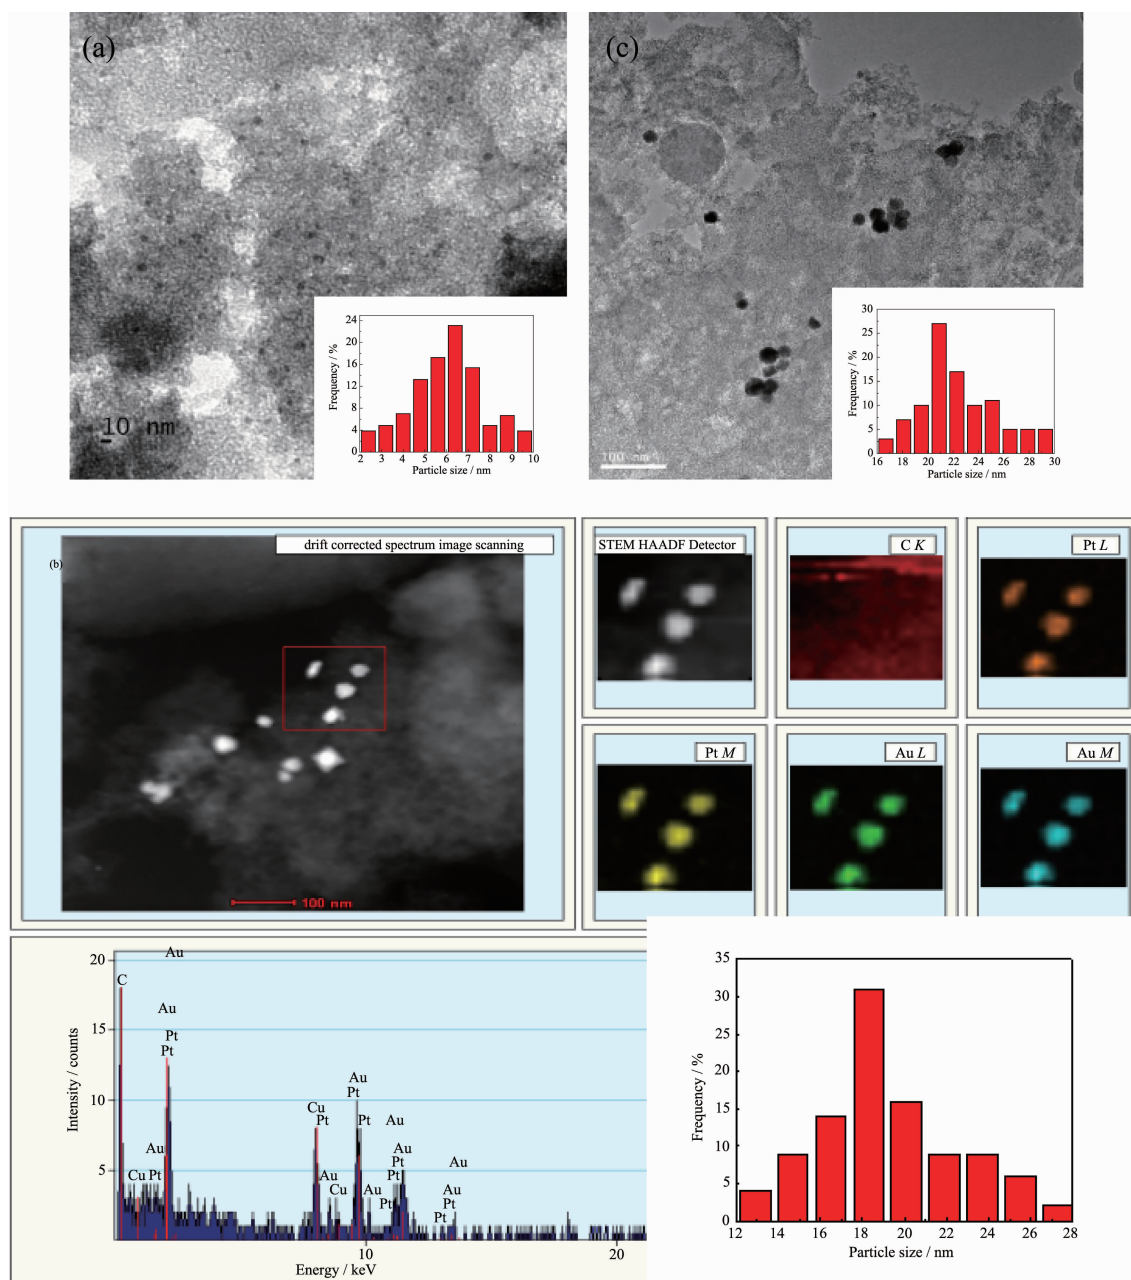 (a)
10 nm
Frequency / %
24
20
16
12
8
4
0
2 3 4 5 6 7 8 9 10
Particle size / nm
(c)
100 nm
Frequency / %
30
25
20
15
10
5
0
16 18 20 22 24 26 28 30
Particle size / nm
(b)
drift corrected spectrum image scanning
100 nm
STEM HAADF Detector
C K
Pt L
Pt M
Au L
Au M
Intensity / counts
20
15
10
5
C
Au
Au
Pt
Pt
Au
Cu
Pt
Cu
Pt
Au
Cu
Au
Pt
Pt
Au
Au
Au
Pt
Pt
Pt
Au
Au
Pt
Pt
10 20
Energy / keV
Frequency / %
35
30
25
20
15
10
5
0
12 14 16 18 20 22 24 26 28
Particle size / nm